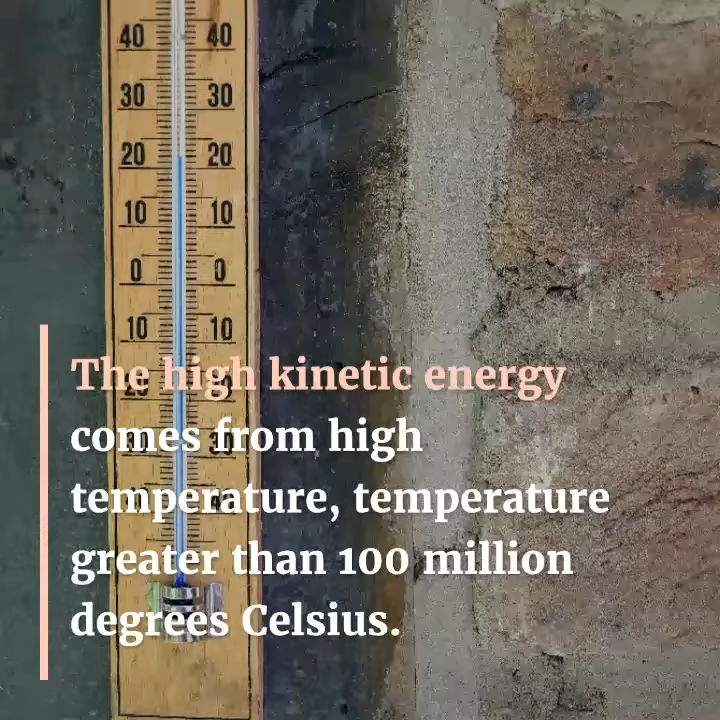 40 40
30 30
20 20
10 10
0 0
10 10
The high kinetic energy
comes from high
temperature, temperature
greater than 100 million
degrees Celsius.